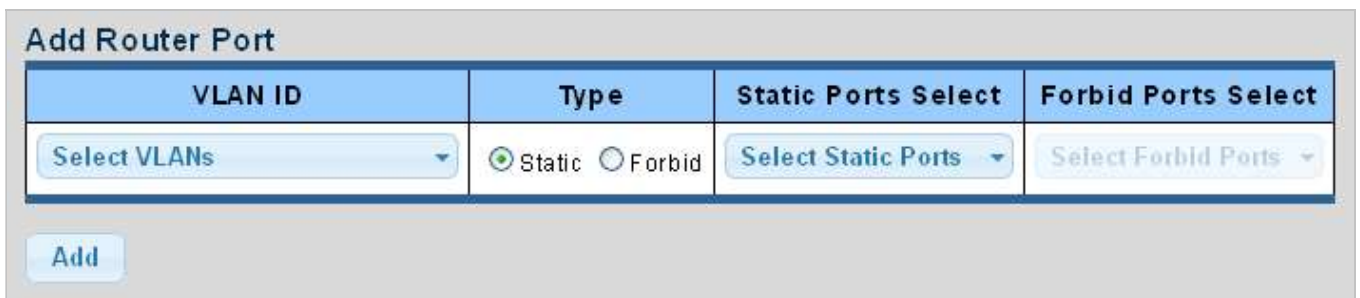 Add Router Port
VLAN ID Type Static Ports Select Forbid Ports Select
Select VLANs Static Forbid Select Static Ports Select Forbid Ports
Add